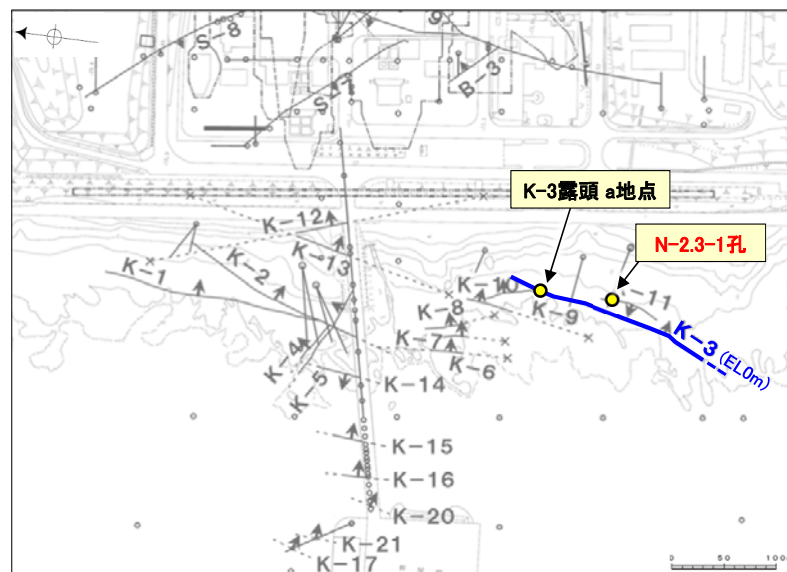 S-8
S-7
B-3
K-3露頭 a地点
N-2.3-1孔
K-12
K-13
K-1
K-2
K-10
K-8
K-9
K-7
K-3 (EL0m)
K-4
K-6
K-5
K-14
K-15
K-16
K-20
K-21
K-17
0 50 100